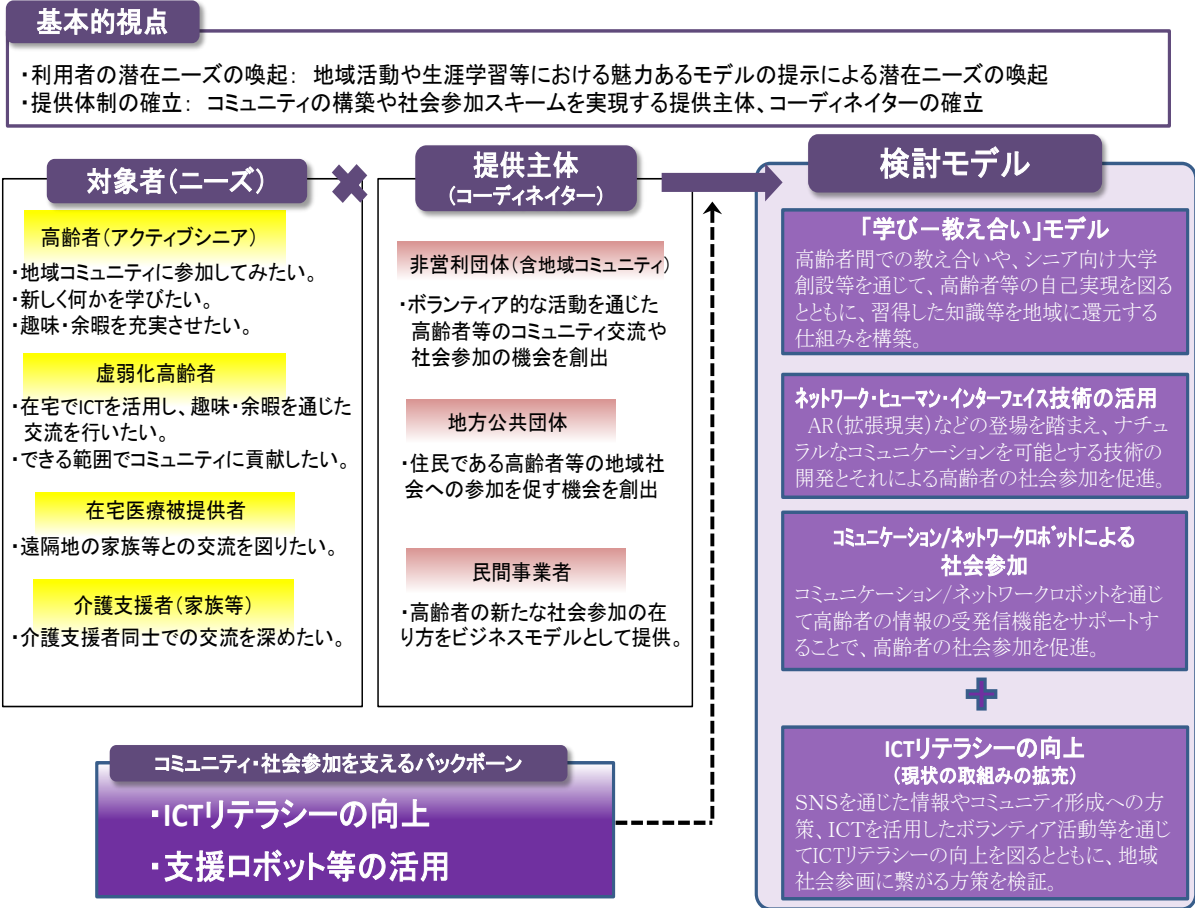 基本的視点
・利用者の潜在ニーズの喚起： 地域活動や生涯学習等における魅力あるモデルの提示による潜在ニーズの喚起
・提供体制の確立： コミュニティの構築や社会参加スキームを実現する提供主体、コーディネイターの確立
対象者（ニーズ）
高齢者（アクティブシニア）
・地域コミュニティに参加してみたい。
・新しく何かを学びたい。
・趣味・余暇を充実させたい。
虚弱化高齢者
・在宅でICTを活用し、趣味・余暇を通じた
交流を行いたい。
・できる範囲でコミュニティに貢献したい。
在宅医療被提供者
・遠隔地の家族等との交流を図りたい。
介護支援者（家族等）
・介護支援者同士での交流を深めたい。
提供主体
（コーディネイター）
非営利団体（含地域コミュニティ）
・ボランティア的な活動を通じた
高齢者等のコミュニティ交流や
社会参加の機会を創出
地方公共団体
・住民である高齢者等の地域社
会への参加を促す機会を創出
民間事業者
・高齢者の新たな社会参加の在
り方をビジネスモデルとして提供。
検討モデル
「学びー教え合い」モデル
高齢者間での教え合いや、シニア向け大学
創設等を通じて、高齢者等の自己実現を図る
とともに、習得した知識等を地域に還元する
仕組みを構築。
ネットワーク・ヒューマン・インターフェイス技術の活用
AR（拡張現実）などの登場を踏まえ、ナチュ
ラルなコミュニケーションを可能とする技術の
開発とそれによる高齢者の社会参加を促進。
コミュニケーション/ネットワークロボットによる
社会参加
コミュニケーション/ネットワークロボットを通じ
て高齢者の情報の受発信機能をサポートす
ることで、高齢者の社会参加を促進。
ICTリテラシーの向上
（現状の取組みの拡充）
SNSを通じた情報やコミュニティ形成への方
策、ICTを活用したボランティア活動等を通じ
てICTリテラシーの向上を図るとともに、地域
社会参画に繋がる方策を検証。
コミュニティ・社会参加を支えるバックボーン
・ICTリテラシーの向上
・支援ロボット等の活用